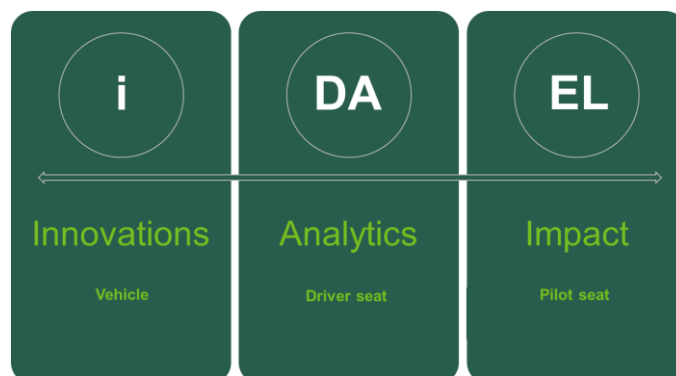 i
DA
EL
Innovations
Analytics
Impact
Vehicle
Driver seat
Pilot seat